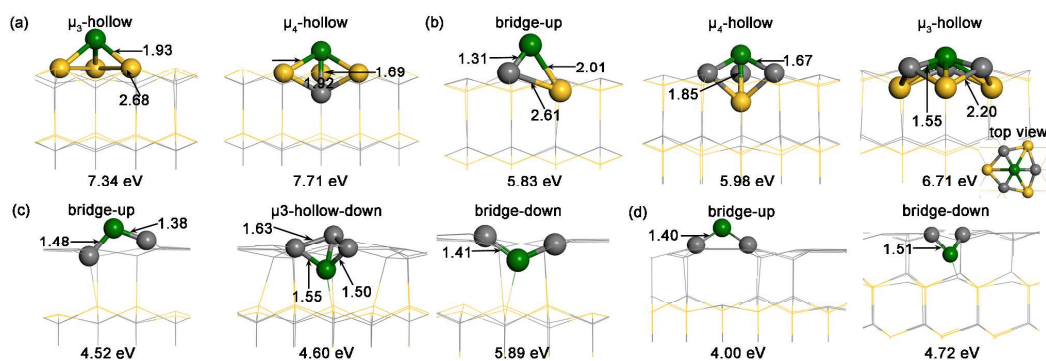 (a) μ₃-hollow
1.93
2.68
7.34 eV
μ₄-hollow
1.69
1.92
7.71 eV
(b) bridge-up
1.31
2.01
2.61
5.83 eV
μ₄-hollow
1.67
1.85
5.98 eV
μ₃-hollow
1.55
2.20
top view
6.71 eV
(c) bridge-up
1.38
1.48
4.52 eV
μ3-hollow-down
1.63
1.55
1.50
4.60 eV
bridge-down
1.41
5.89 eV
(d) bridge-up
1.40
4.00 eV
bridge-down
1.51
4.72 eV